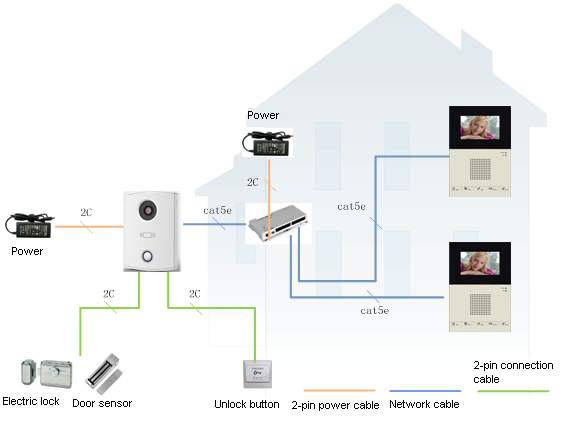 Power
2C
cat5e
cat5e
2C
Power
2C
2C
cat5e
Electric lock
Door sensor
Unlock button
2-pin power cable
Network cable
2-pin connection
cable